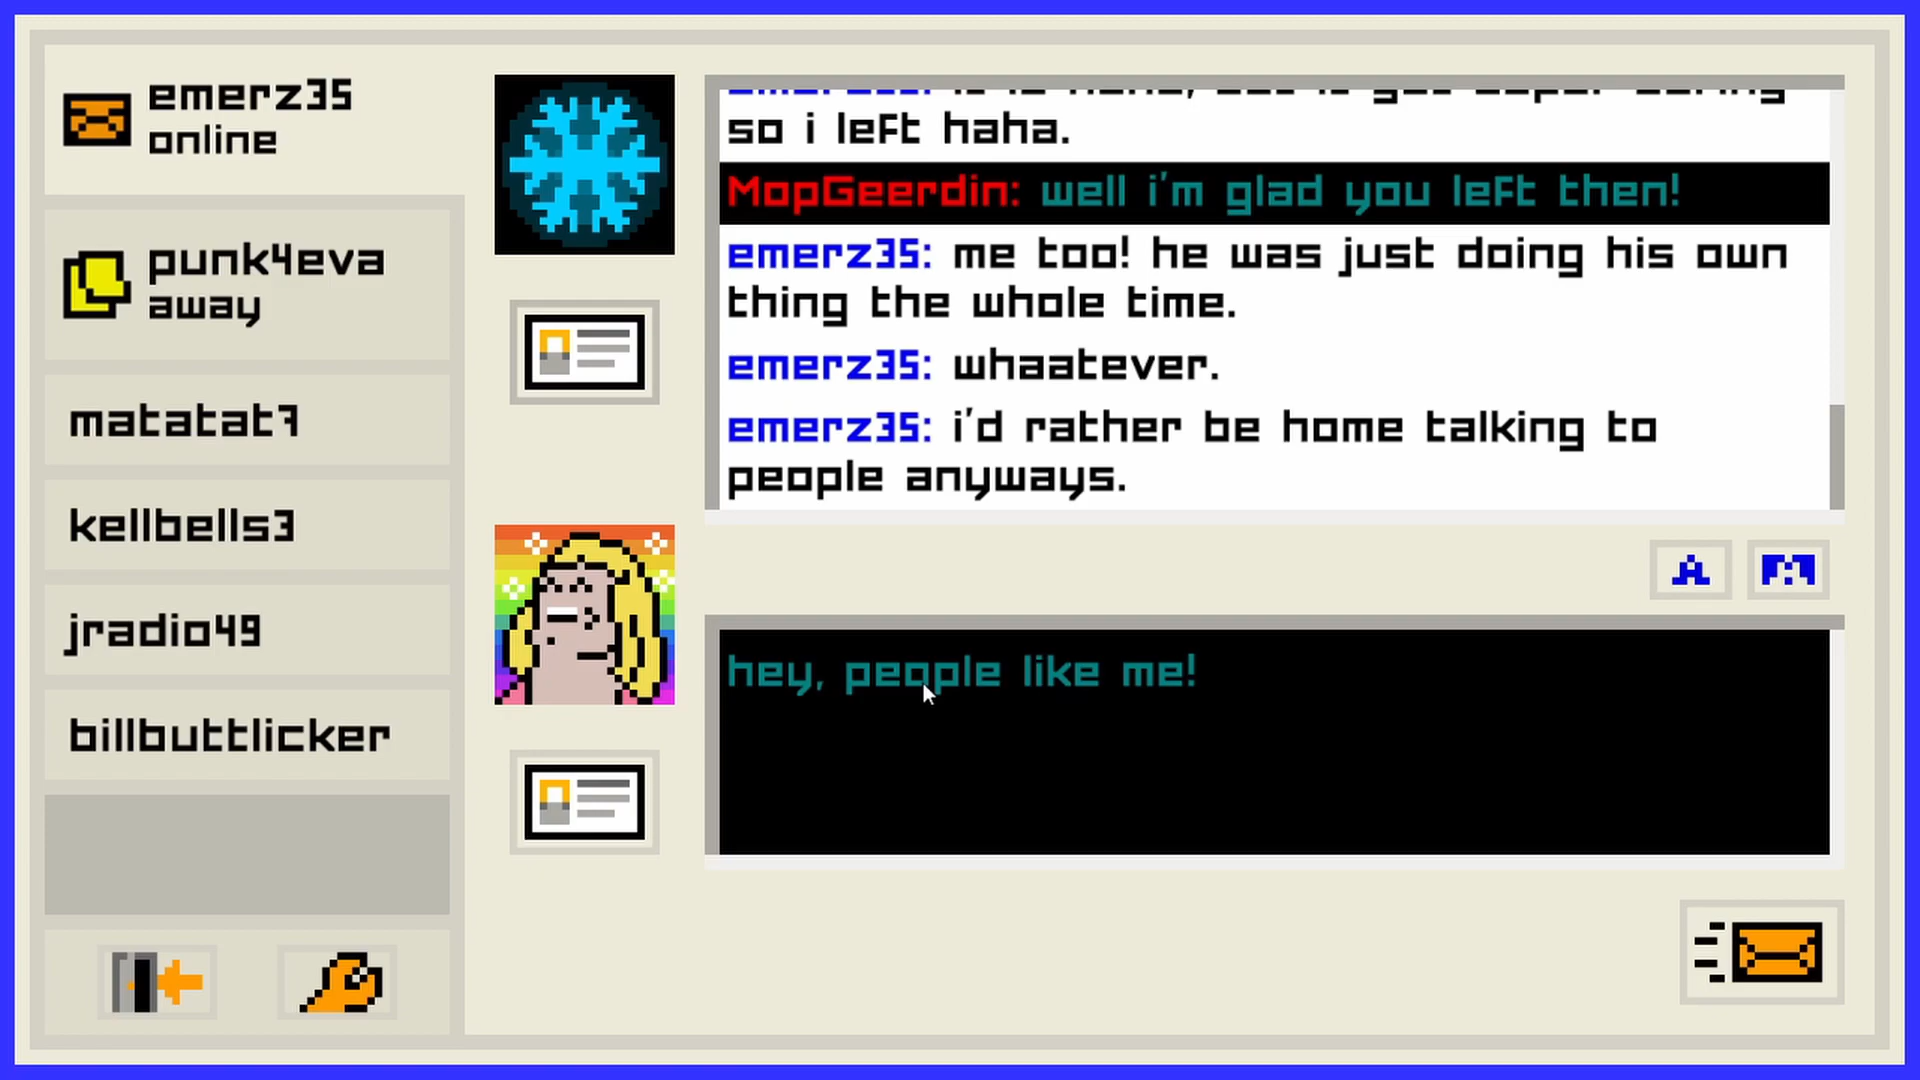 emerz35
online
punk4eva
away
matatat7
kellbells3
jradio49
billbuttlicker
so i left haha.
MopGeerdin: well i'm glad you left then!
emerz35: me too! he was just doing his own
thing the whole time.
emerz35: whaatever.
emerz35: i'd rather be home talking to
people anyways.
A
hey, people like me!